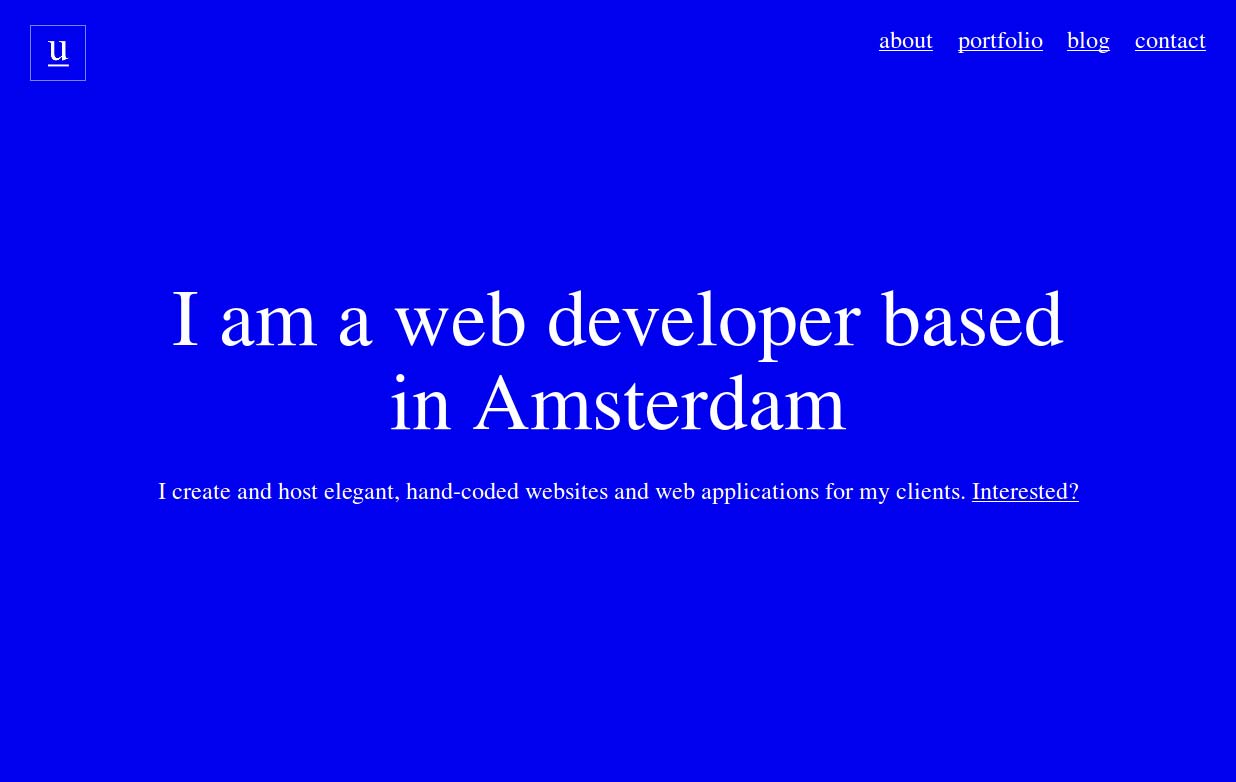 u
about portfolio blog contact
I am a web developer based
in Amsterdam
I create and host elegant, hand-coded websites and web applications for my clients. Interested?